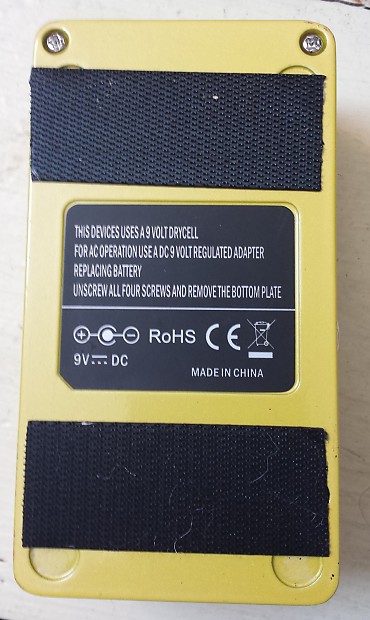 THIS DEVICES USES A 9 VOLT DRYCELL
FOR AC OPERATION USE A DC 9 VOLT REGULATED ADAPTER
REPLACING BATTERY
UNSCREW ALL FOUR SCREWS AND REMOVE THE BOTTOM PLATE
RoHS CE
9V DC
MADE IN CHINA